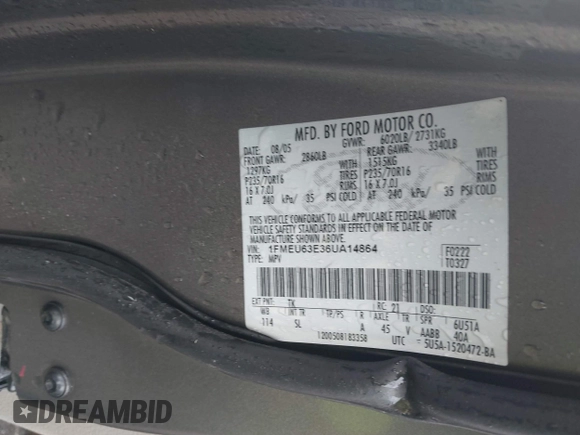 MFD. BY FORD MOTOR CO.
DATE 08/05 GVWR: 6020LB/2731KG
FRONT GAWR: 2860LB REAR GAWR: 3340LB
1297KG 1515KG
P235/70R16 TIRES P235/70R16 TIRES
16 X 7.0J RIMS 16 X 7.0J RIMS
AT 240 kPa/ 35 PSI COLD AT 240 kPa/ 35 PSI COLD
THIS VEHICLE CONFORMS TO ALL APPLICABLE FEDERAL MOTOR
VEHICLE SAFETY STANDARDS IN EFFECT ON THE DATE OF
MANUFACTURE SHOWN ABOVE
VIN: 1FMEU63E36UA14864 F0222
TYPE: MPV T0327
EXT PNT: TK RC: 21 DSO:
WB INT TR TP/PS R AXLE TR SPR 6U51A
114 SL A 45 V AABB 40A
1200508183358 UTC 5U5A-1520472-BA
DREAMBID